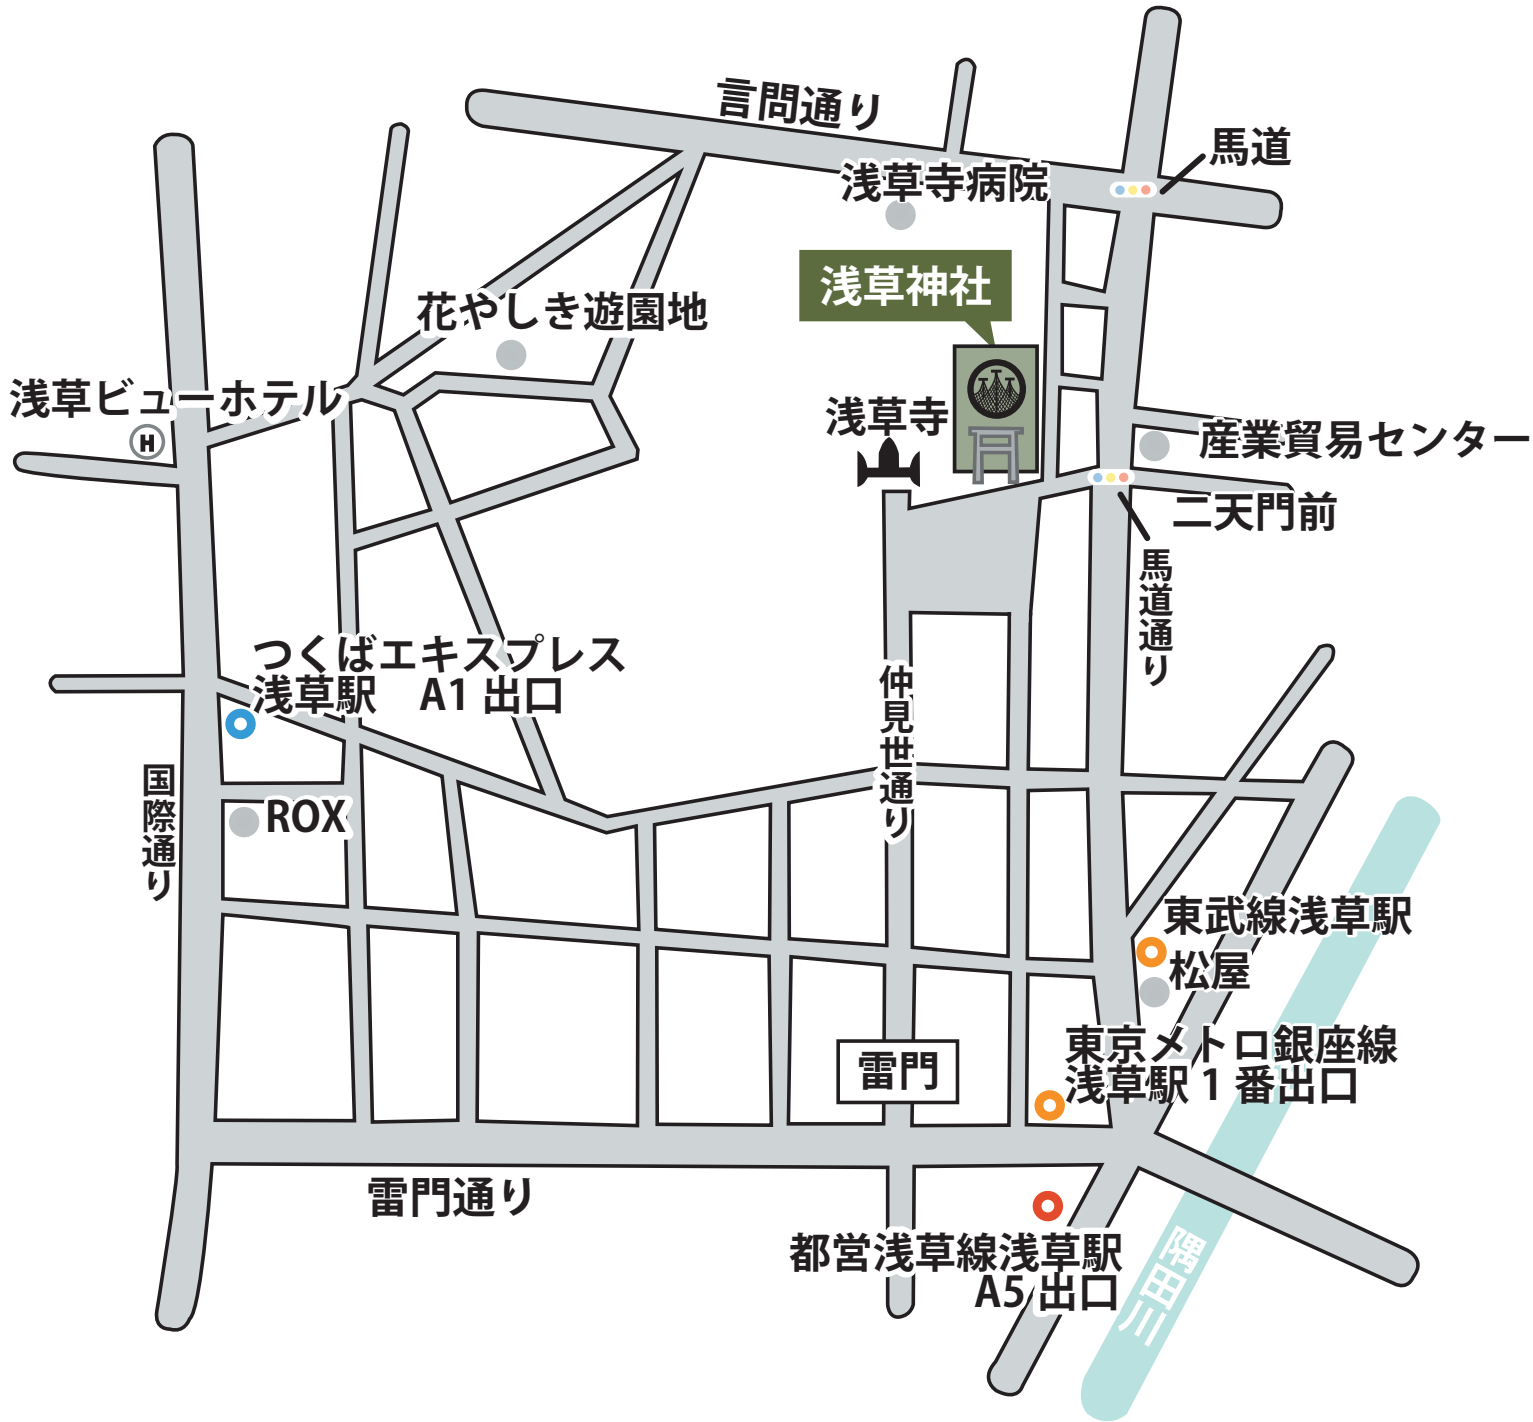 言問通り
馬道
浅草寺病院
浅草神社
花やしき遊園地
浅草ビューホテル
H
浅草寺
産業貿易センター
二天門前
馬道通り
つくばエキスプレス
浅草駅 A1 出口
仲見世通り
国際通り
ROX
東武線浅草駅
松屋
東京メトロ銀座線
浅草駅 1 番出口
雷門
雷門通り
都営浅草線浅草駅
A5 出口
隅田川